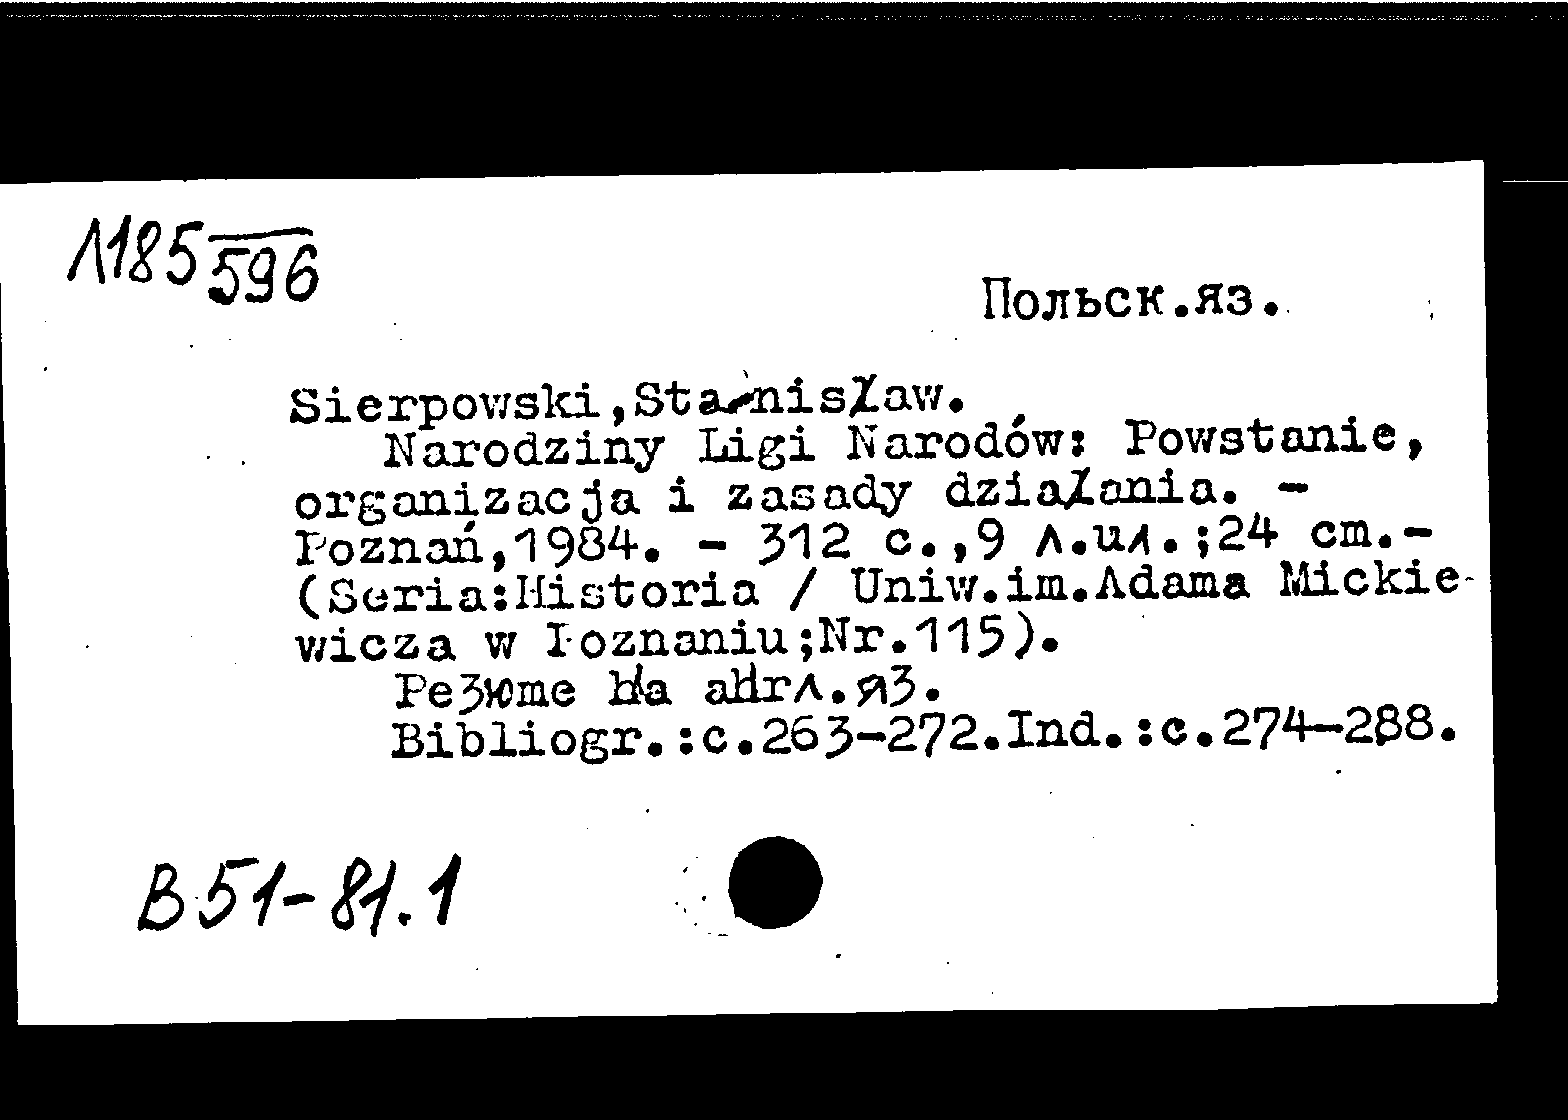 Л185
596
Польск.яз.
Sierpowski,Stanisław.
Narodziny Ligi Narodów: Powstanie,
organizacja i zasady działania. -
Poznań,1984. - 312 с.,9 л.ил.;24 cm.-
(Seria:Historia / Uniw.im.Adama Mickie-
wicza w Poznaniu;Nr.115).
Резюме на англ.яз.
Bibliogr.:c.263-272.Ind.:c.274-288.
В51-81.1